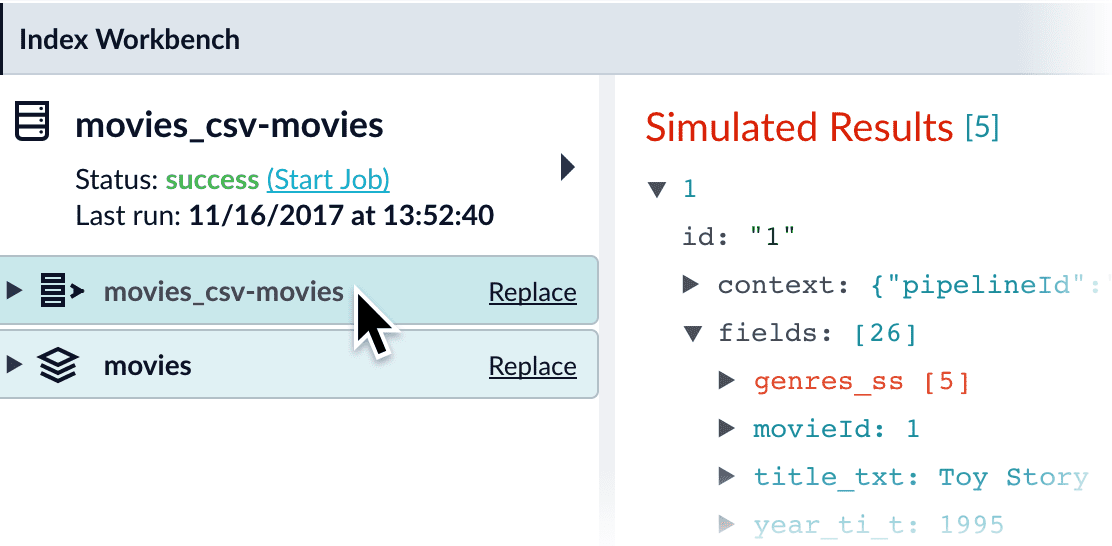 Index Workbench
movies_csv-movies
Status: success (Start Job)
Last run: 11/16/2017 at 13:52:40
movies_csv-movies Replace
movies Replace
Simulated Results [5]
1
id: "1"
context: {"pipelineId":
fields: [26]
genres_ss [5]
movieId: 1
title_txt: Toy Story
year_ti_t: 1995